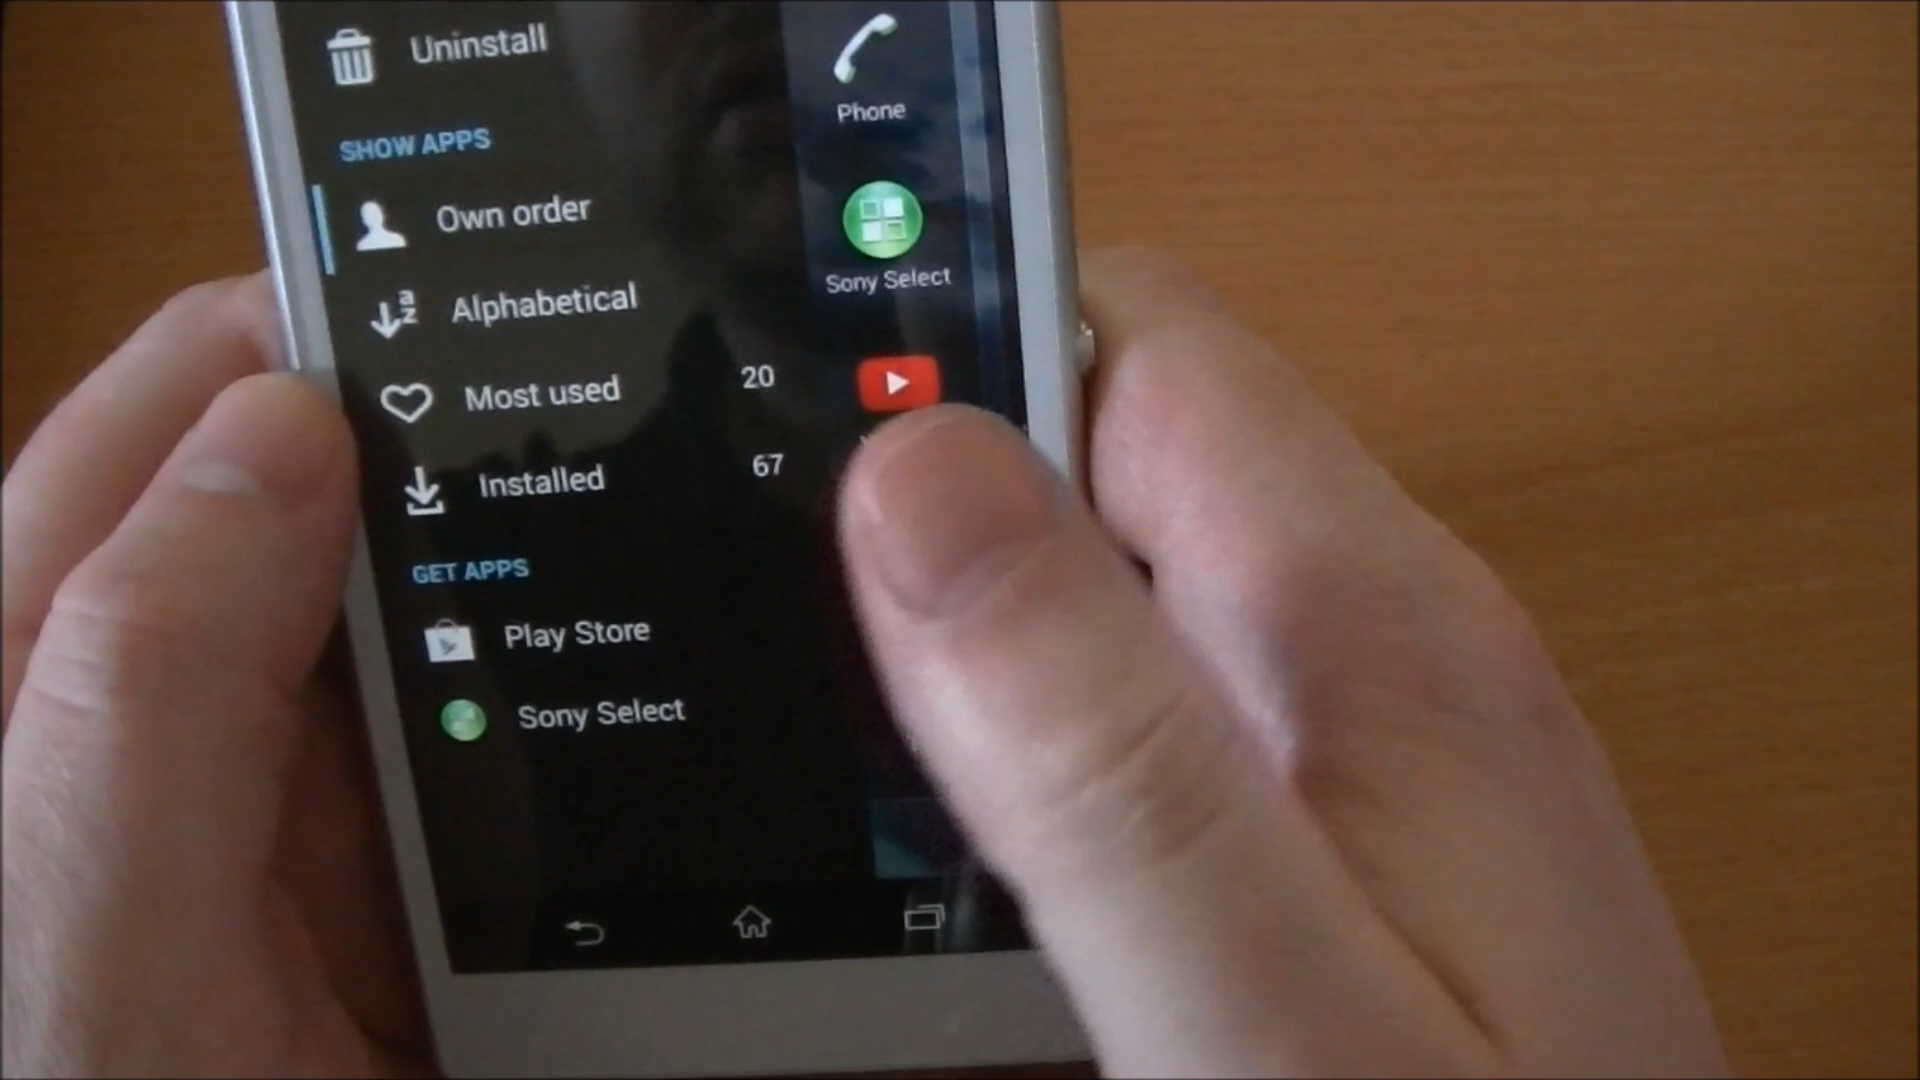 Uninstall
Phone
SHOW APPS
Own order
Sony Select
Alphabetical
Most used 20
Installed 67
GET APPS
Play Store
Sony Select